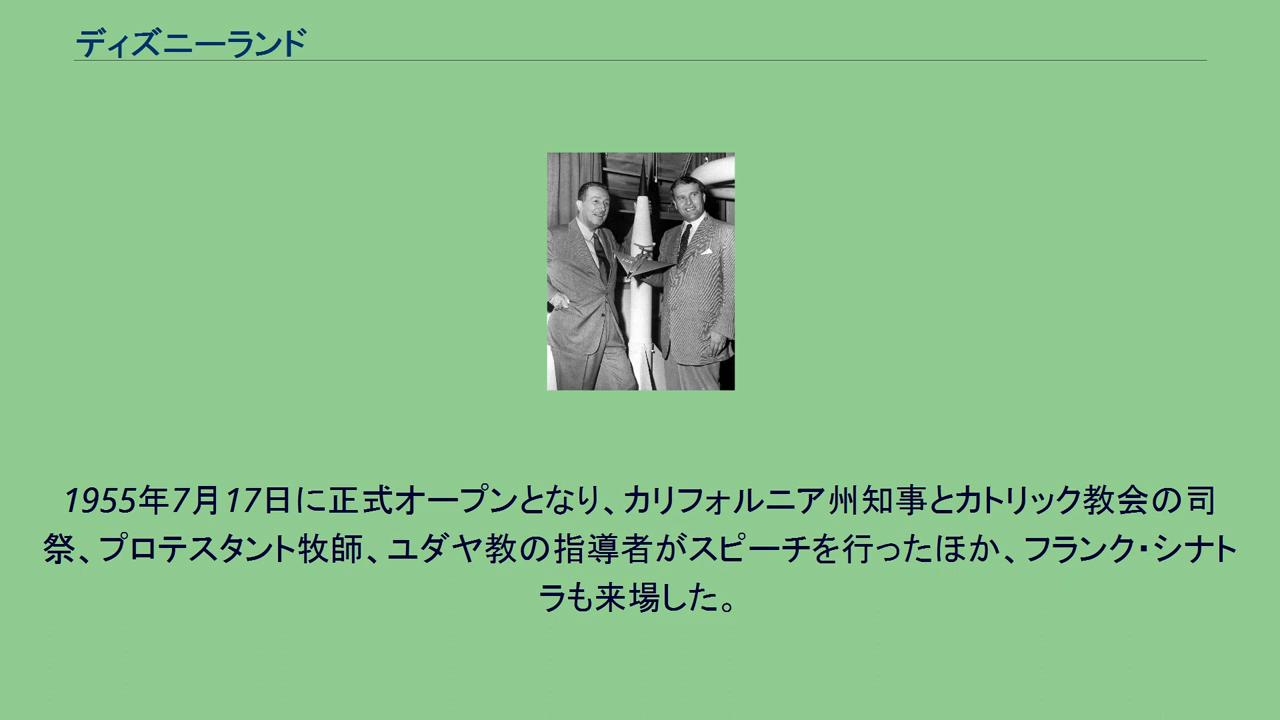 ディズニーランド
1955年7月17日に正式オープンとなり、カリフォルニア州知事とカトリック教会の司
祭、プロテスタント牧師、ユダヤ教の指導者がスピーチを行ったほか、フランク・シナト
ラも来場した。